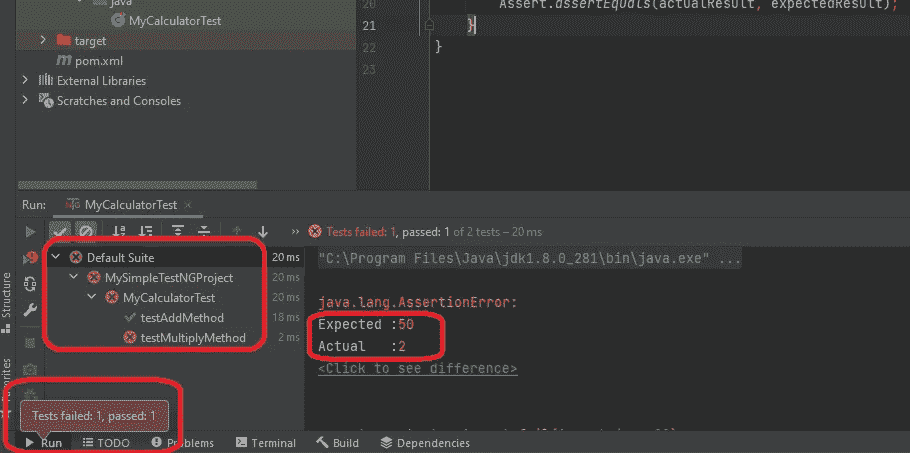 java
MyCalculatorTest
target
pom.xml
External Libraries
Scratches and Consoles
20 Assert.assertEquals(actualResult, expectedResult);
21 }
22 }
23
Run: MyCalculatorTest
Tests failed: 1, passed: 1 of 2 tests – 20 ms
Default Suite 20 ms
MySimpleTestNGProject 20 ms
MyCalculatorTest 20 ms
testAddMethod 18 ms
testMultiplyMethod 2 ms
"C:\Program Files\Java\jdk1.8.0_281\bin\java.exe" ...
java.lang.AssertionError:
Expected :50
Actual :2
<Click to see difference>
Structure
Favorites
Tests failed: 1, passed: 1
Run TODO Problems Terminal Build Dependencies